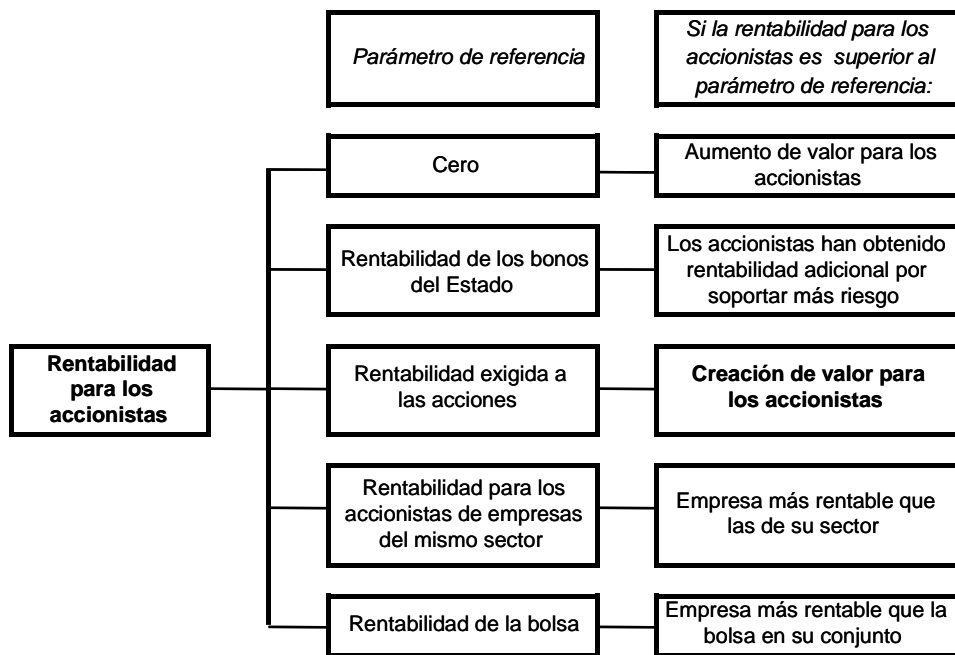 Parámetro de referencia
Si la rentabilidad para los
accionistas es superior al
parámetro de referencia:
Cero
Aumento de valor para los
accionistas
Rentabilidad de los bonos
del Estado
Los accionistas han obtenido
rentabilidad adicional por
soportar más riesgo
Rentabilidad
para los
accionistas
Rentabilidad exigida a
las acciones
Creación de valor para
los accionistas
Rentabilidad para los
accionistas de empresas
del mismo sector
Empresa más rentable que
las de su sector
Rentabilidad de la bolsa
Empresa más rentable que la
bolsa en su conjunto